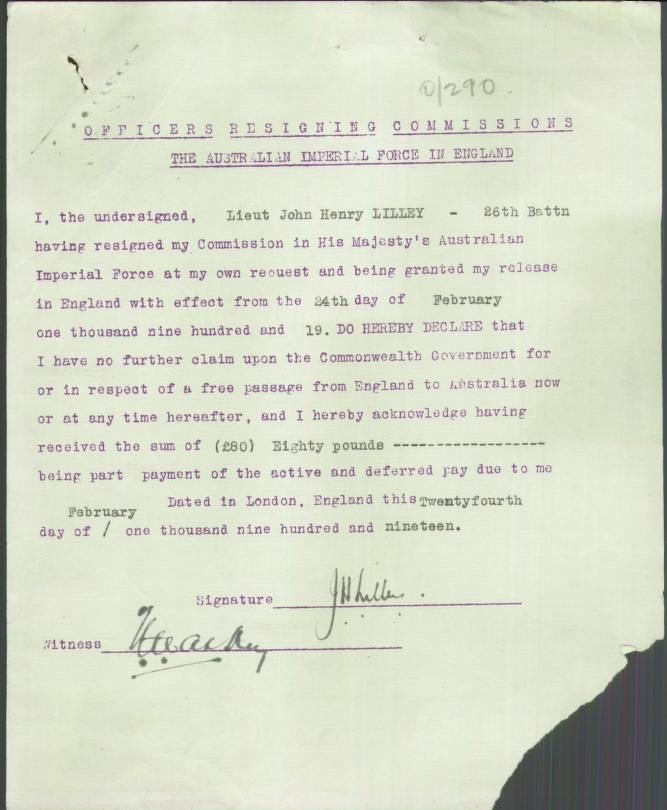 0/290.
OFFICERS RESIGNING COMMISSIONS
THE AUSTRALIAN IMPERIAL FORCE IN ENGLAND
I, the undersigned, Lieut John Henry LILLEY - 26th Battn
having resigned my Commission in His Majesty's Australian
Imperial Force at my own request and being granted my release
in England with effect from the 24th day of February
one thousand nine hundred and 19. DO HEREBY DECLARE that
I have no further claim upon the Commonwealth Government for
or in respect of a free passage from England to Australia now
or at any time hereafter, and I hereby acknowledge having
received the sum of (£80) Eighty pounds ------------------
being part payment of the active and deferred pay due to me
Dated in London, England this Twentyfourth
February
day of / one thousand nine hundred and nineteen.
Signature JHLilley.
Witness